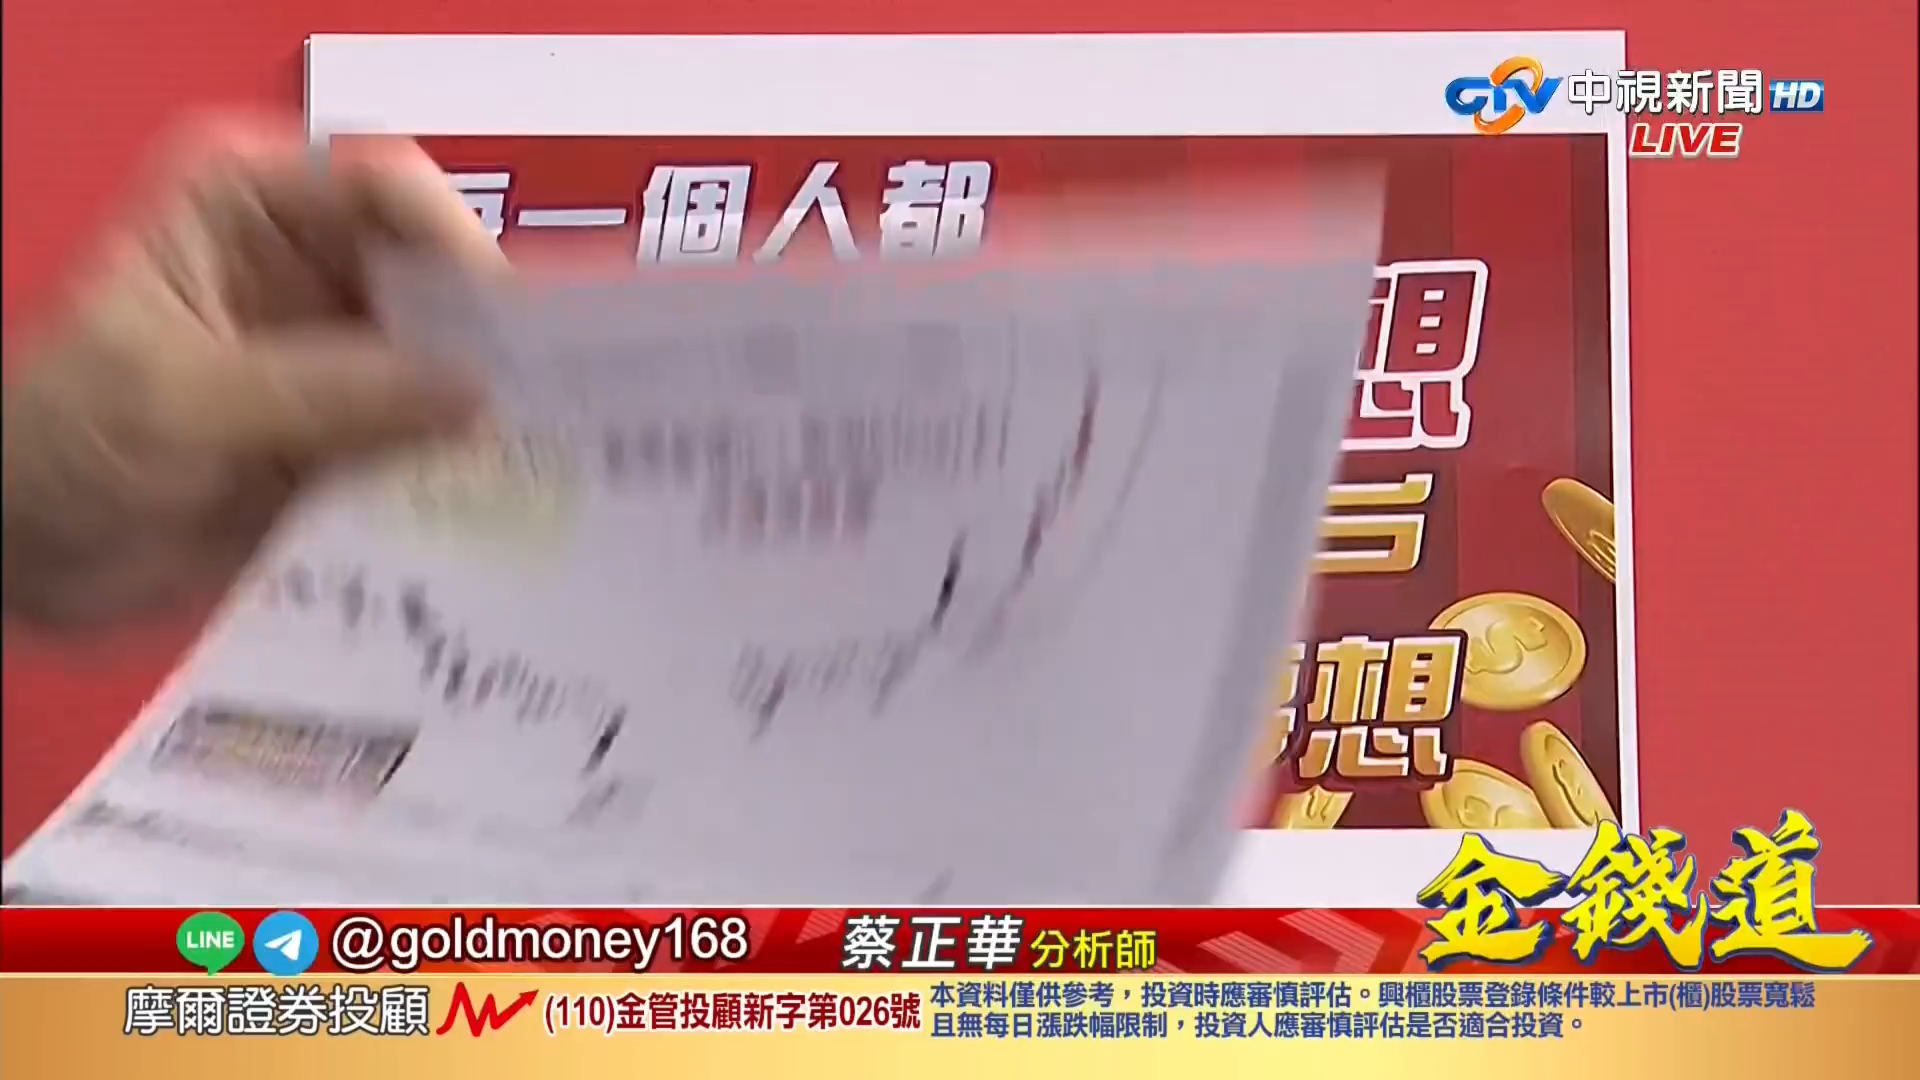 CTV中視新聞HD
LIVE
一個人都
想
戶
想
金錢道
LINE @goldmoney168 蔡正華 分析師
摩爾證券投顧 (110)金管投顧新字第026號
本資料僅供參考，投資時應審慎評估。興櫃股票登錄條件較上市(櫃)股票寬鬆
且無每日漲跌幅限制，投資人應審慎評估是否適合投資。